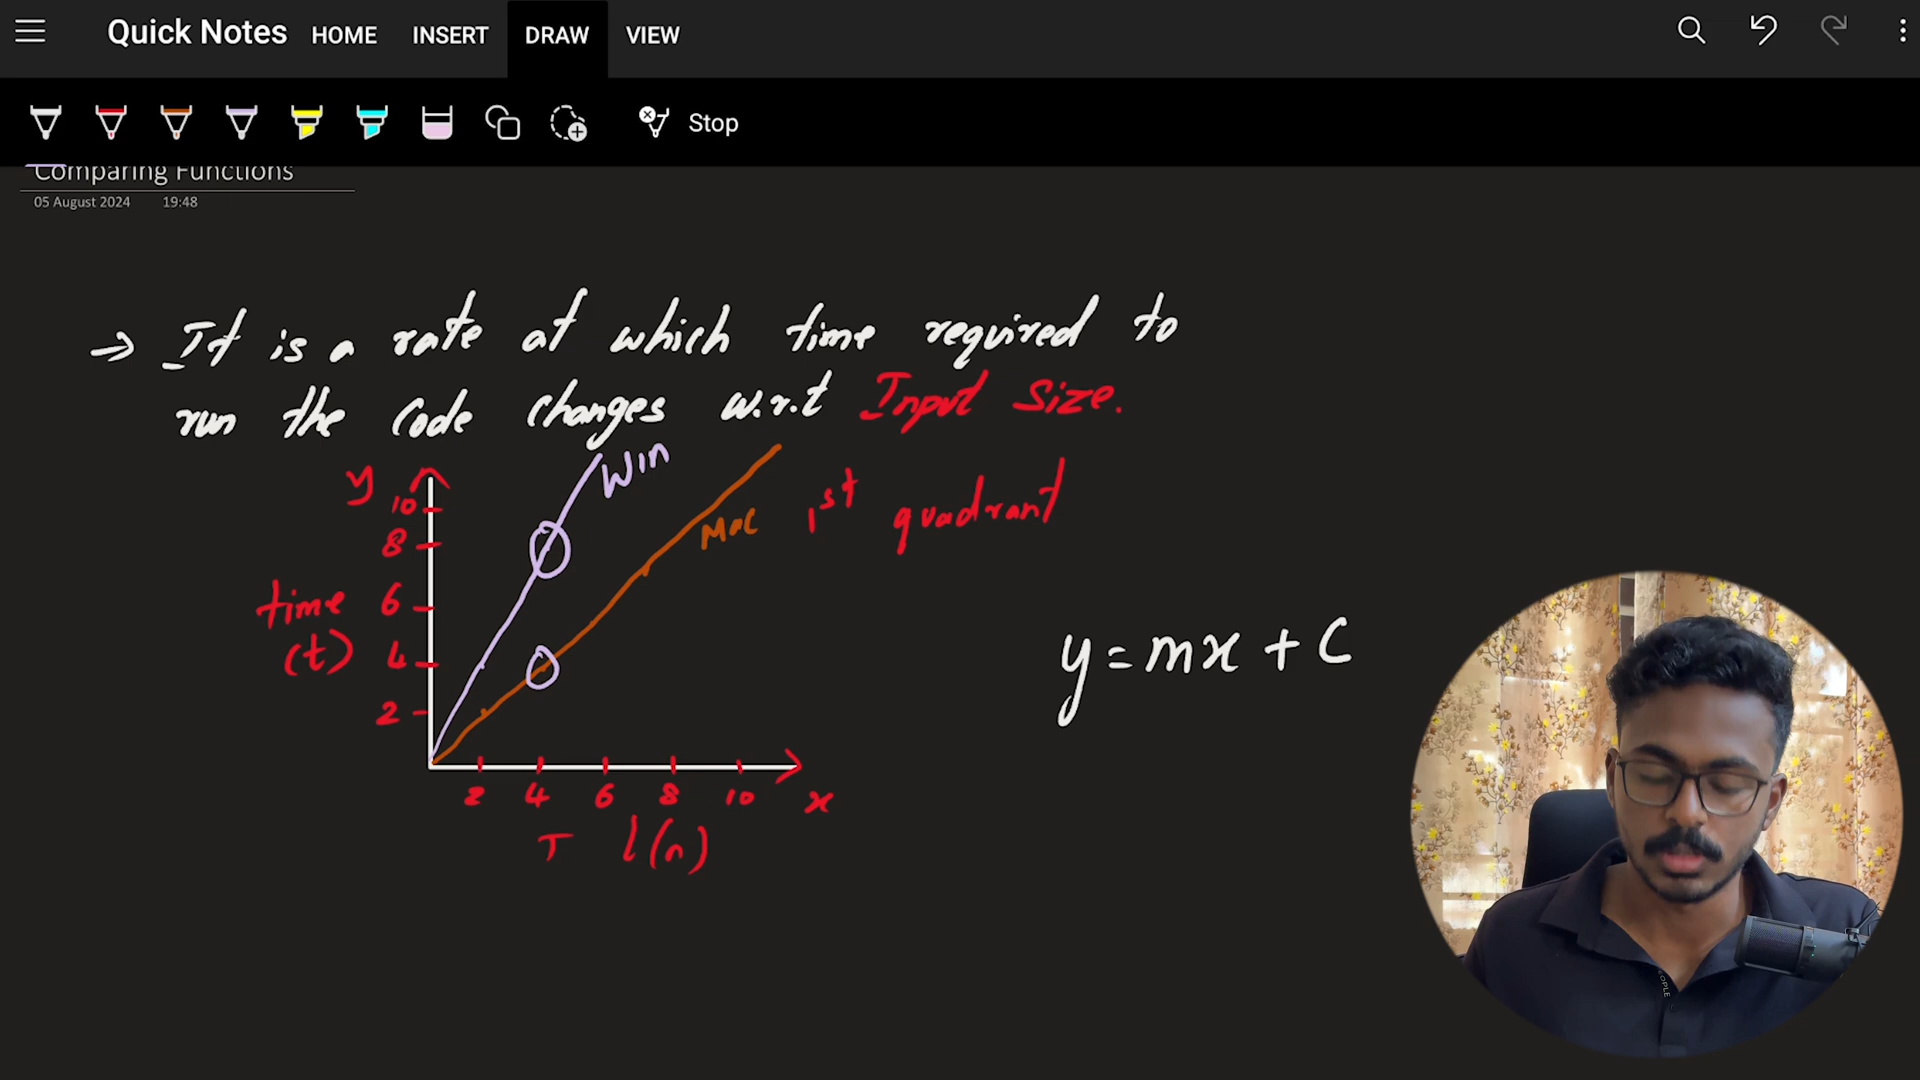 Quick Notes HOME INSERT DRAW VIEW
Stop
Comparing Functions
05 August 2024 19:48
→ It is a rate at which time required to
run the code changes w.r.t Input Size.
y
10
8
6
4
2
time
(t)
Win
Mac
1st quadrant
y = mx + C
2 4 6 8 10 x
I l(n)